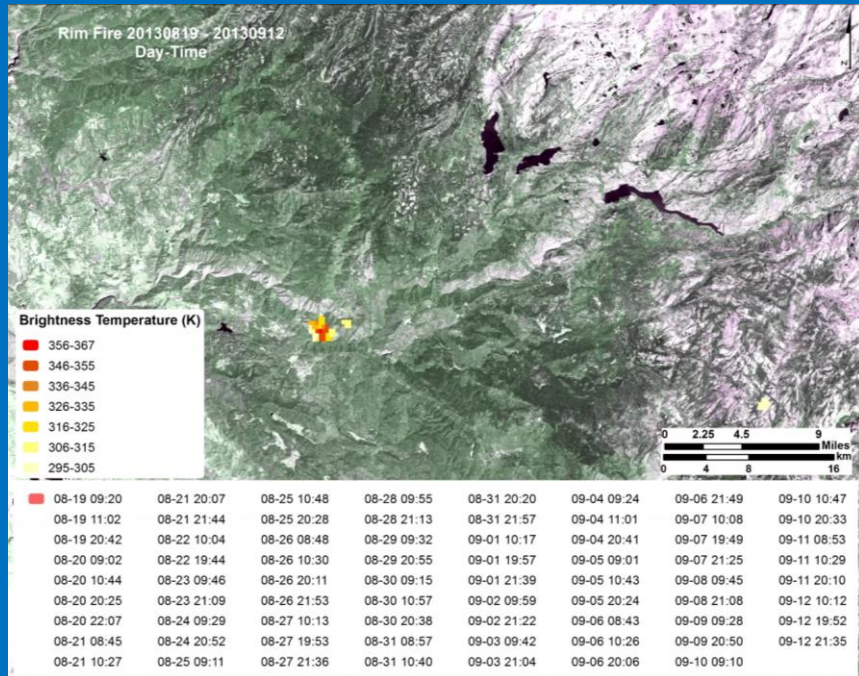 Rim Fire 20130819 - 20130912
Day-Time
N
Brightness Temperature (K)
356-367
346-355
336-345
326-335
316-325
306-315
295-305
0 2.25 4.5 9
Miles
km
0 4 8 16
08-19 09:20 08-21 20:07 08-25 10:48 08-28 09:55 08-31 20:20 09-04 09:24 09-06 21:49 09-10 10:47
08-19 11:02 08-21 21:44 08-25 20:28 08-28 21:13 08-31 21:57 09-04 11:01 09-07 10:08 09-10 20:33
08-19 20:42 08-22 10:04 08-26 08:48 08-29 09:32 09-01 10:17 09-04 20:41 09-07 19:49 09-11 08:53
08-20 09:02 08-22 19:44 08-26 10:30 08-29 20:55 09-01 19:57 09-05 09:01 09-07 21:25 09-11 10:29
08-20 10:44 08-23 09:46 08-26 20:11 08-30 09:15 09-01 21:39 09-05 10:43 09-08 09:45 09-11 20:10
08-20 20:25 08-23 21:09 08-26 21:53 08-30 10:57 09-02 09:59 09-05 20:24 09-08 21:08 09-12 10:12
08-20 22:07 08-24 09:29 08-27 10:13 08-30 20:38 09-02 21:22 09-06 08:43 09-09 09:28 09-12 19:52
08-21 08:45 08-24 20:52 08-27 19:53 08-31 08:57 09-03 09:42 09-06 10:26 09-09 20:50 09-12 21:35
08-21 10:27 08-25 09:11 08-27 21:36 08-31 10:40 09-03 21:04 09-06 20:06 09-10 09:10